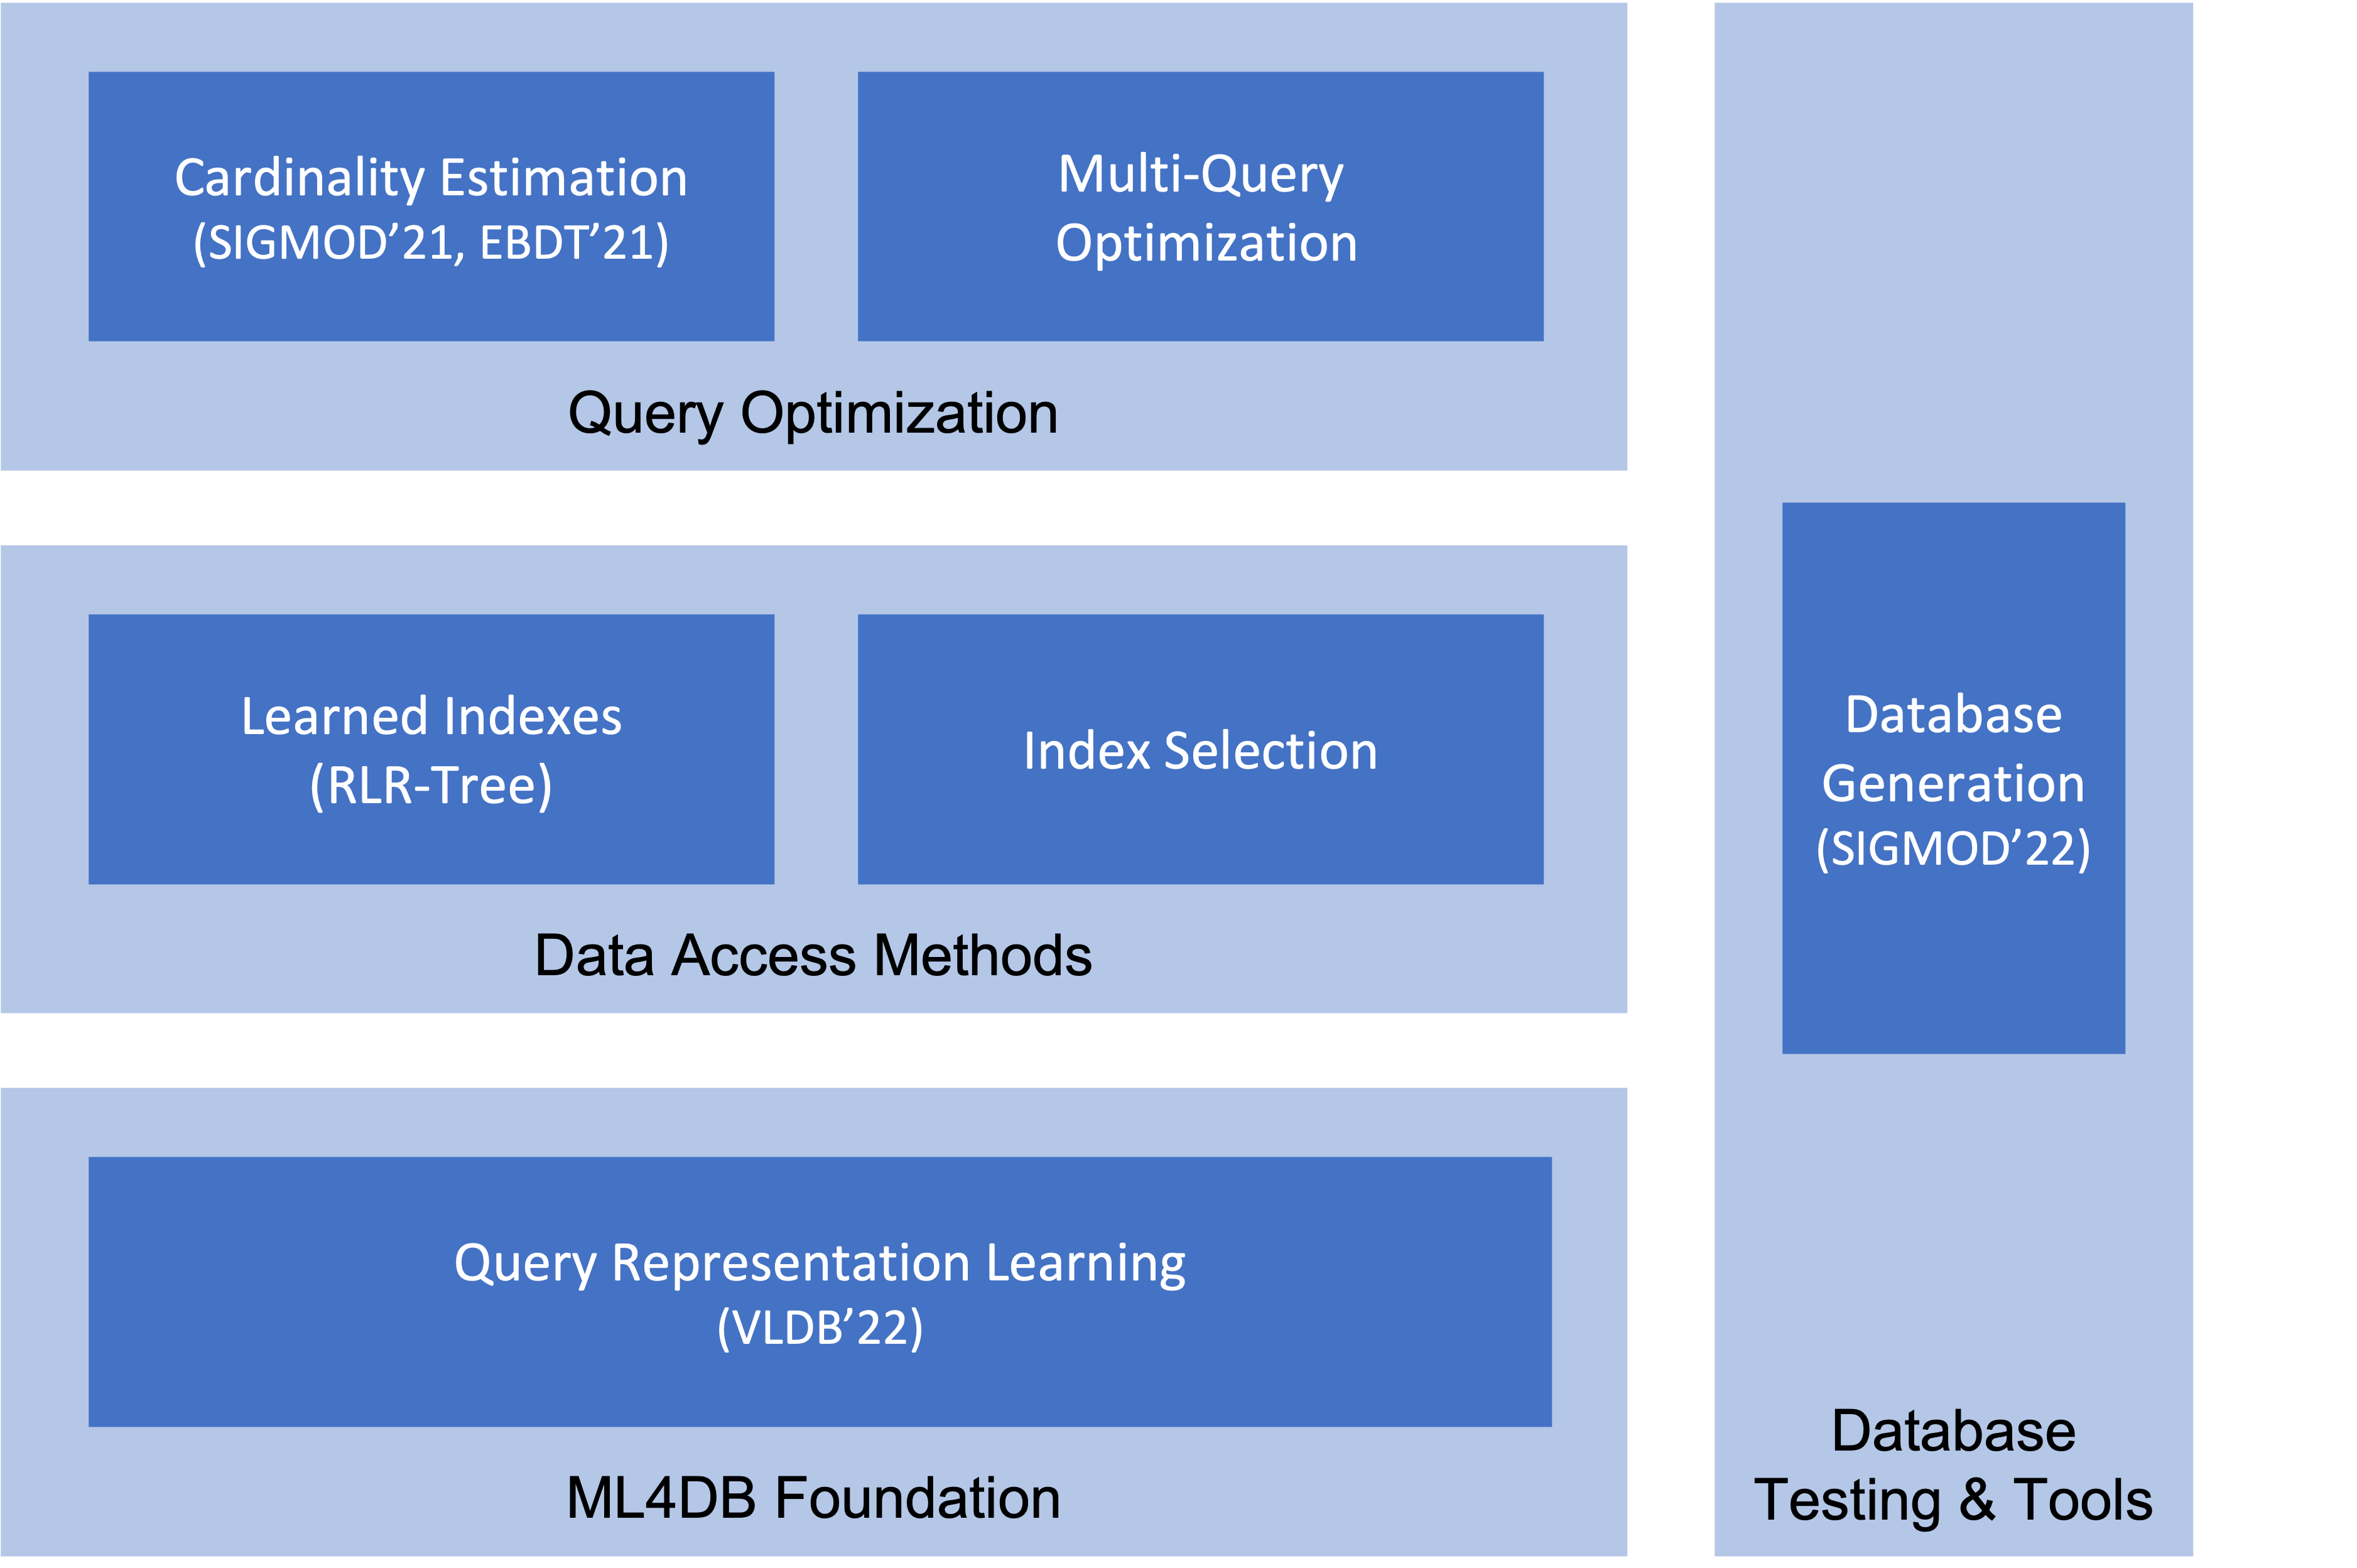 Cardinality Estimation
(SIGMOD’21, EBDT’21)
Multi-Query
Optimization
Query Optimization
Learned Indexes
(RLR-Tree)
Index Selection
Data Access Methods
Query Representation Learning
(VLDB’22)
ML4DB Foundation
Database
Generation
(SIGMOD’22)
Database
Testing & Tools